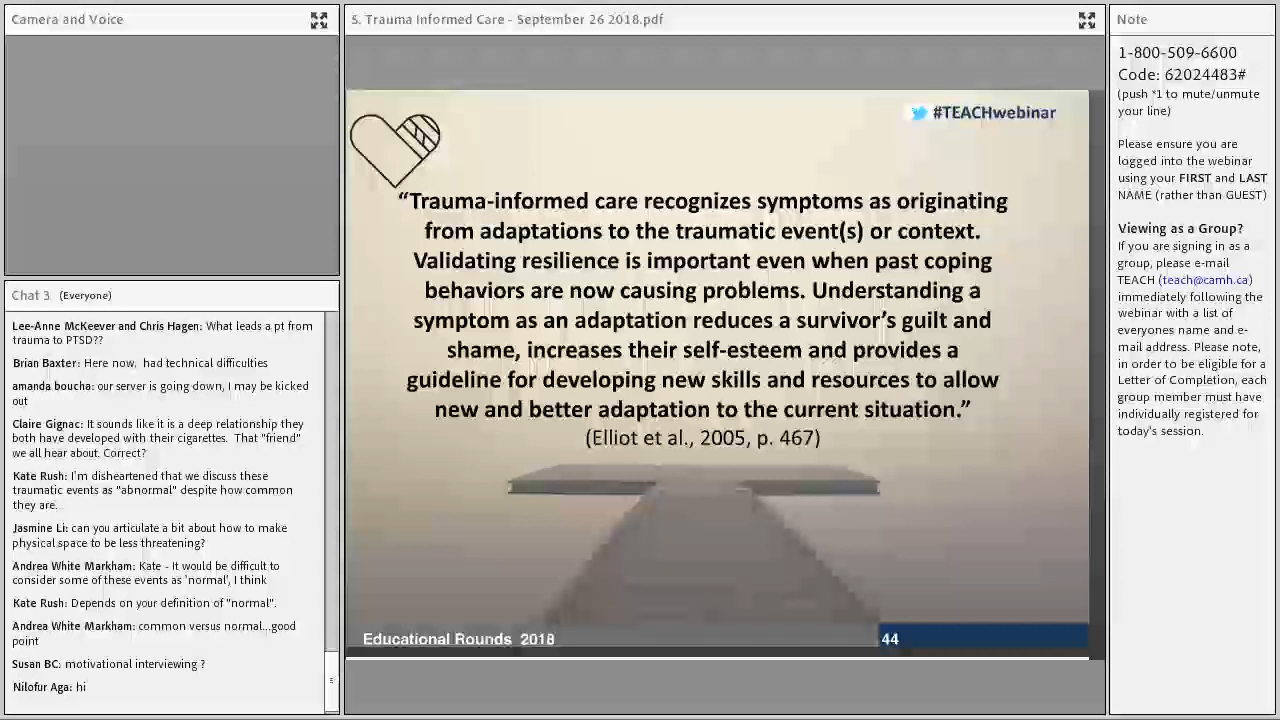 Camera and Voice
Chat 3. (Everyone)
Lee-Anne McKeever and Chris Hagen: What leads a pt from
trauma to PTSD??
Brian Baxter: Here now,  had technical difficulties
amanda boucha: our server is going down, I may be kicked
out
Claire Gignac: It sounds like it is a deep relationship they
both have developed with their cigarettes.  That "friend"
we all hear about. Correct?
Kate Rush: I'm disheartened that we discuss these
traumatic events as "abnormal" despite how common
they are.
Jasmine Li: can you articulate a bit about how to make
physical space to be less threatening?
Andrea White Markham: Kate - It would be difficult to
consider some of these events as 'normal', I think
Kate Rush: Depends on your definition of "normal".
Andrea White Markham: common versus normal...good
point
Susan BC: motivational interviewing ?
Nilofur Aga: hi
5. Trauma Informed Care - September 26 2018.pdf
#TEACHwebinar
“Trauma-informed care recognizes symptoms as originating
from adaptations to the traumatic event(s) or context.
Validating resilience is important even when past coping
behaviors are now causing problems. Understanding a
symptom as an adaptation reduces a survivor’s guilt and
shame, increases their self-esteem and provides a
guideline for developing new skills and resources to allow
new and better adaptation to the current situation.”
(Elliot et al., 2005, p. 467)
Educational Rounds 2018
44
Note
1-800-509-6600
Code: 62024483#
(push *1 to mute/unmute
your line)
Please ensure you are
logged into the webinar
using your FIRST and LAST
NAME (rather than GUEST)
Viewing as a Group?
If you are signing in as a
group, please e-mail
TEACH (teach@camh.ca)
immediately following the
webinar with a list of
everyones name and e-
mail address. Please note,
in order to be eligible for a
Letter of Completion, each
group member must have
individually registered for
today's session.